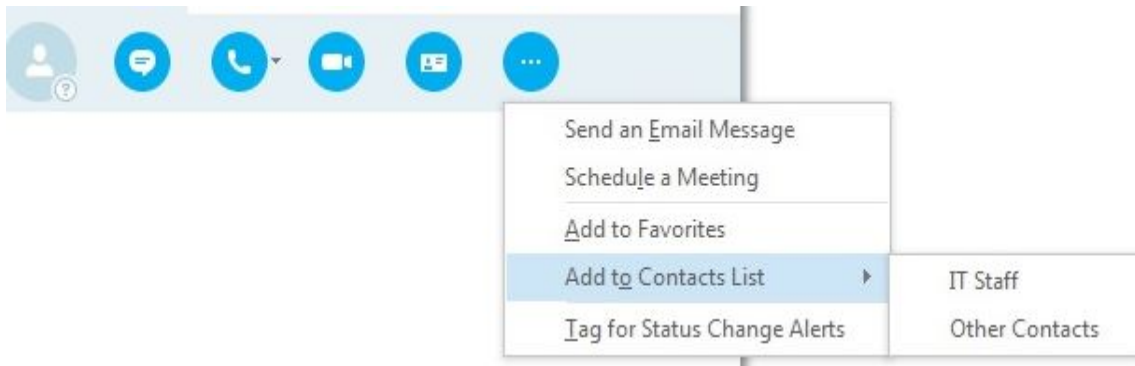 Send an Email Message
Schedule a Meeting
Add to Favorites
Add to Contacts List
IT Staff
Tag for Status Change Alerts
Other Contacts